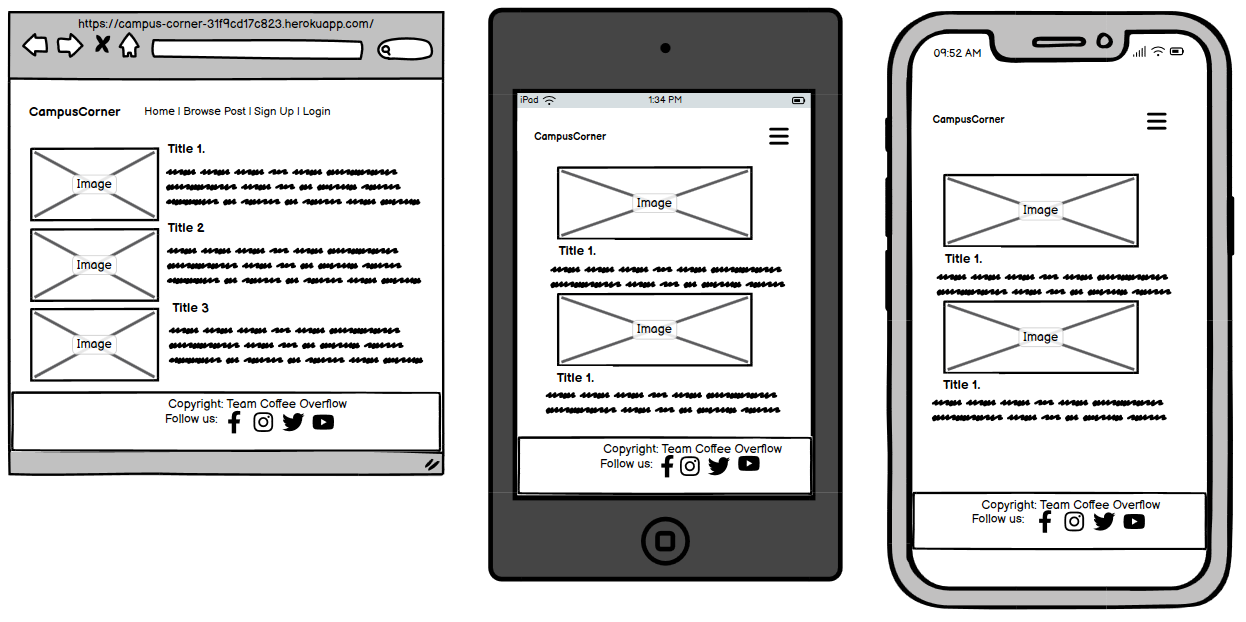 https://campus-corner-31f9cd17c823.herokuapp.com/
CampusCorner
Home | Browse Post | Sign Up | Login
Image
Title 1.
Image
Title 2
Image
Title 3
Copyright: Team Coffee Overflow
Follow us:
iPad
1:34 PM
CampusCorner
Image
Title 1.
Image
Title 1.
Copyright: Team Coffee Overflow
Follow us:
09:52 AM
CampusCorner
Image
Title 1.
Image
Title 1.
Copyright: Team Coffee Overflow
Follow us: